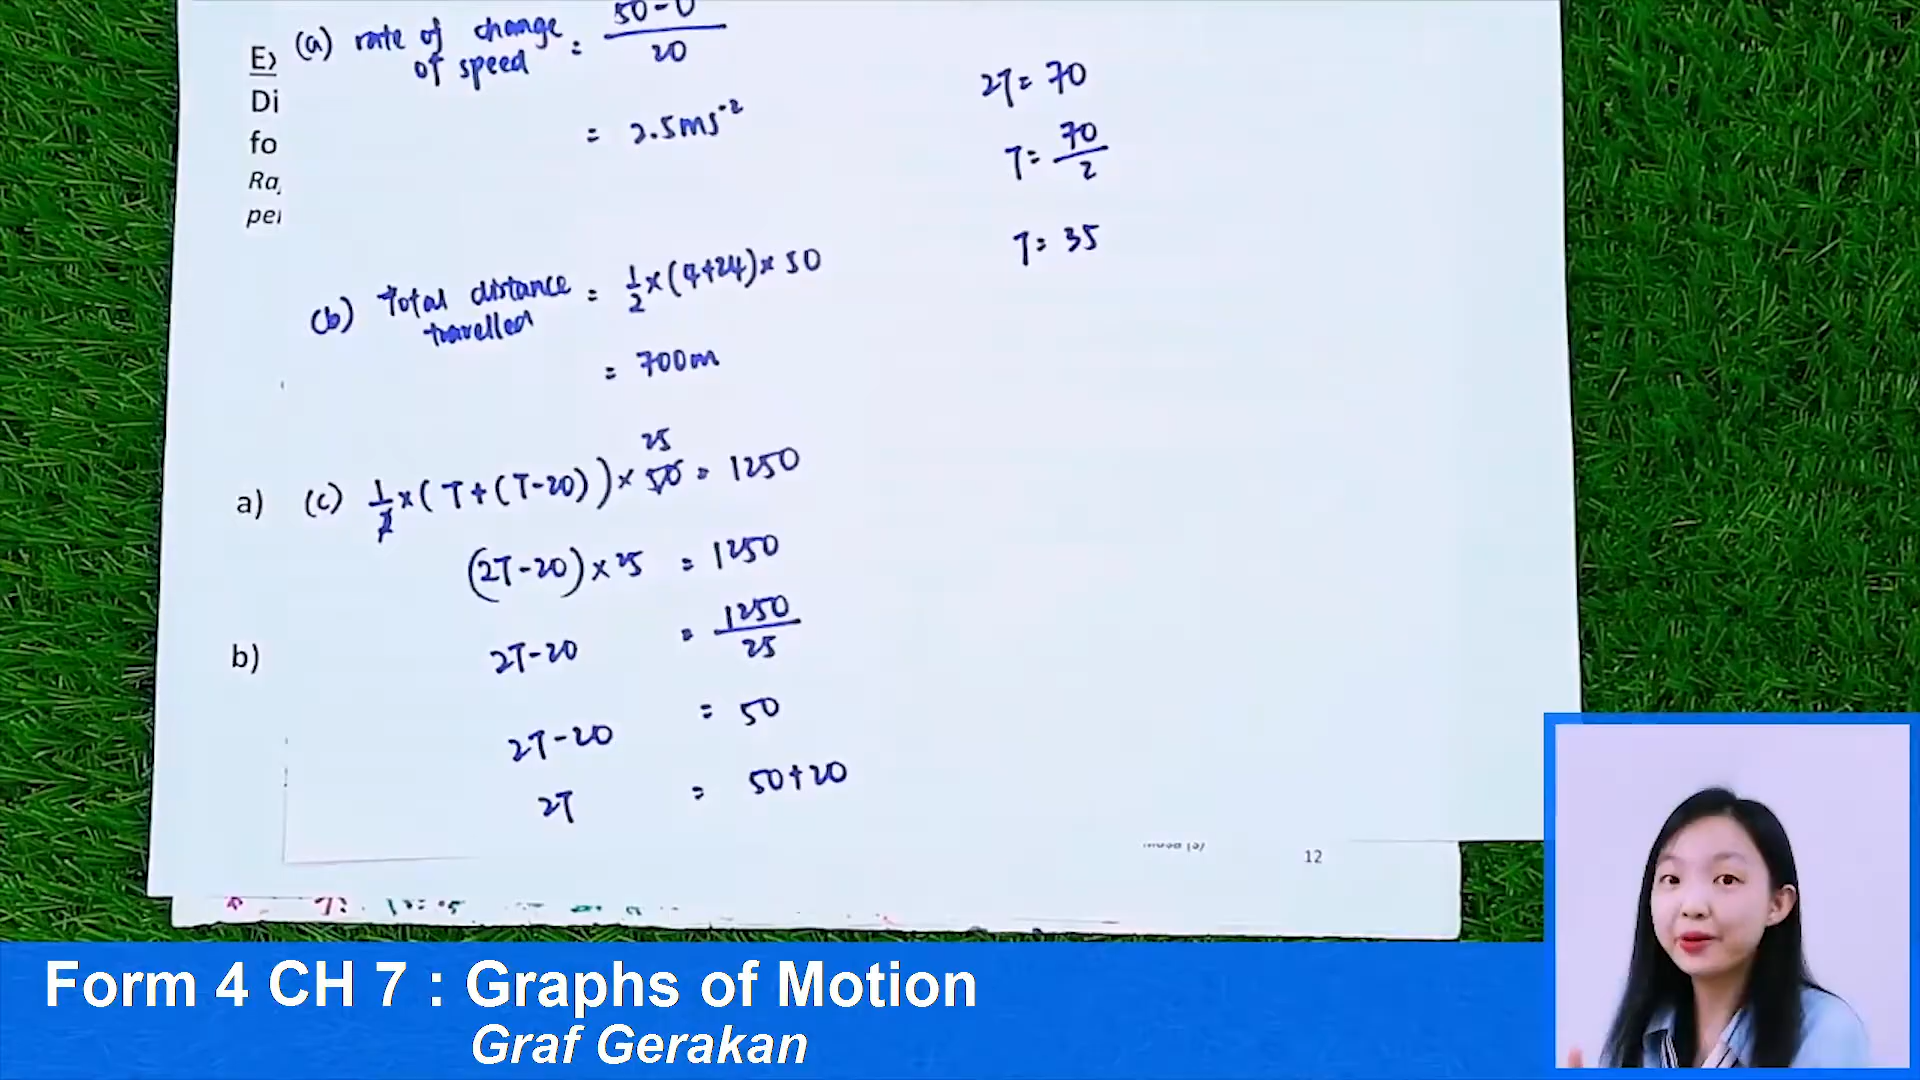 Ex
Di
fo
Ra
per
(a) rate of change of speed = 50-0 / 20
= 2.5ms⁻²
(b) Total distance travelled = 1/2 × (4+24) × 50
= 700m
a) (c) 1/2 × (T+(T-20)) × 50 = 1250
25
(2T-20) × 25 = 1250
b) 2T-20 = 1250 / 25
2T-20 = 50
2T = 50+20
2T = 70
T = 70 / 2
T = 35
12
Form 4 CH 7 : Graphs of Motion
Graf Gerakan